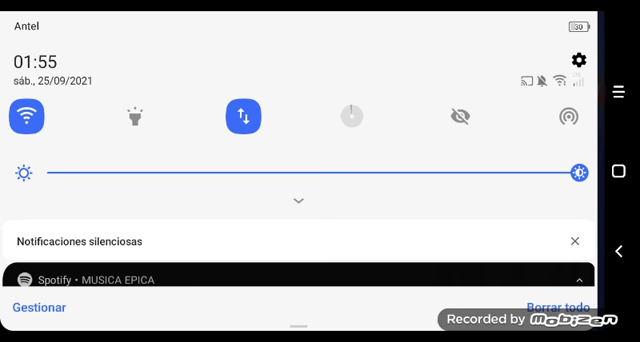 Antel
30
01:55
sáb., 25/09/2021
Notificaciones silenciosas
Spotify • MUSICA EPICA
Gestionar
Borrar todo
Recorded by MOBIZEN